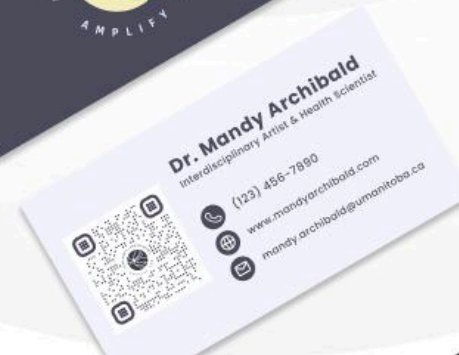 AMPLIFY
Dr. Mandy Archibald
Interdisciplinary Artist & Health Scientist
(123) 456-7890
www.mandyarchibald.com
mandy.archibald@umanitoba.ca